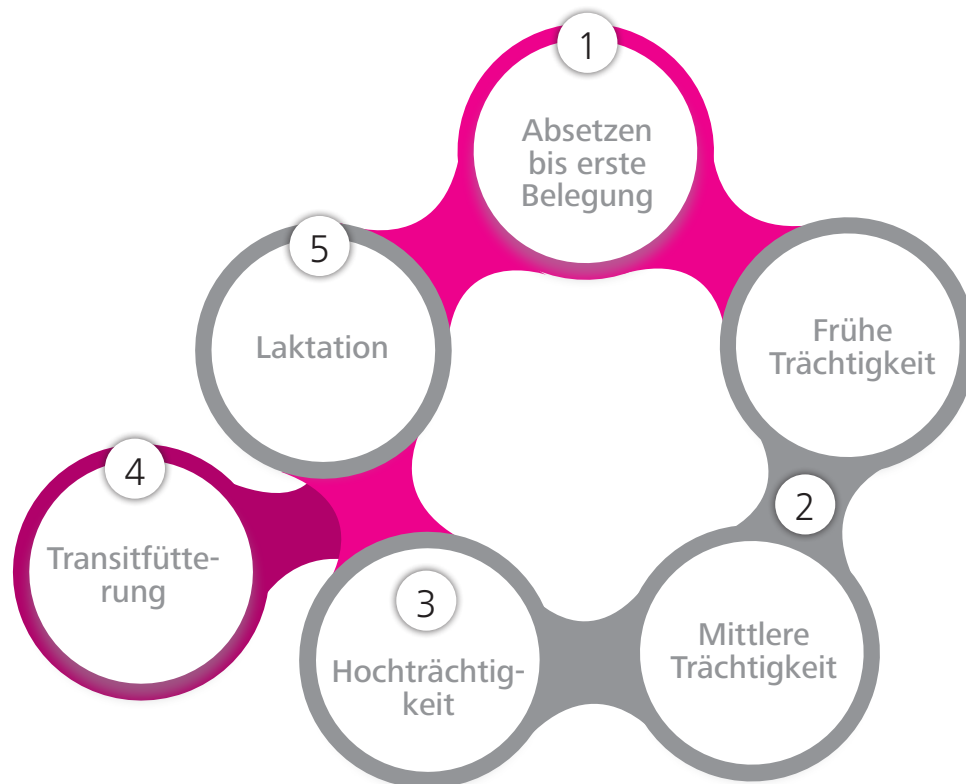 1
Absetzen
bis erste
Belegung
5
Laktation
Frühe
Trächtigkeit
4
Transitfütte-
rung
2
3
Hochträchtig-
keit
Mittlere
Trächtigkeit